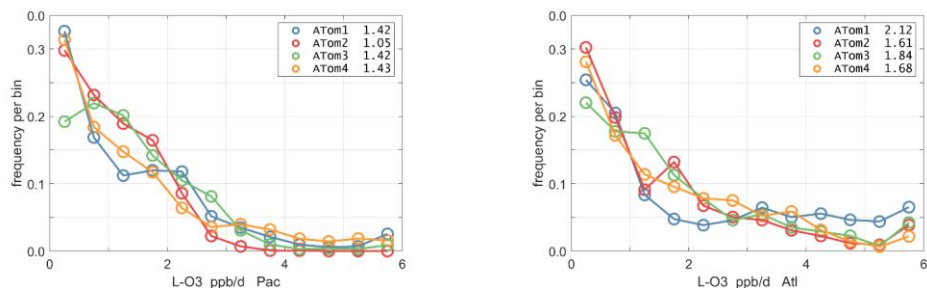 0.0
0.3
0.2
0.1
0.0
frequency per bin
ATom1 1.42
ATom2 1.05
ATom3 1.42
ATom4 1.43
0 2 4 6
L-O3 ppb/d Pac
0.0
0.3
0.2
0.1
0.0
frequency per bin
ATom1 2.12
ATom2 1.61
ATom3 1.84
ATom4 1.68
0 2 4 6
L-O3 ppb/d Atl